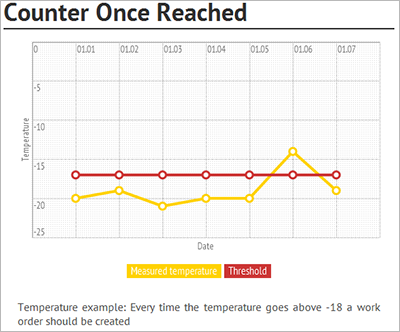 Counter Once Reached
0 01.01 01.02 01.03 01.04 01.05 01.06 01.07
-5
-10
-15
-20
-25
Temperature
Date
Measured temperature Threshold
Temperature example: Every time the temperature goes above -18 a work
order should be created